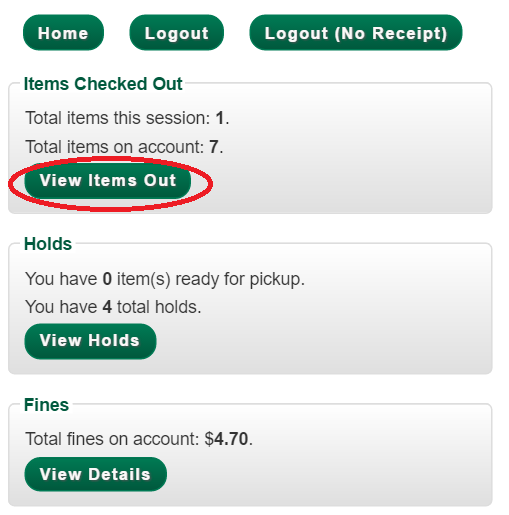 Home Logout Logout (No Receipt)
Items Checked Out
Total items this session: 1.
Total items on account: 7.
View Items Out
Holds
You have 0 item(s) ready for pickup.
You have 4 total holds.
View Holds
Fines
Total fines on account: $4.70.
View Details